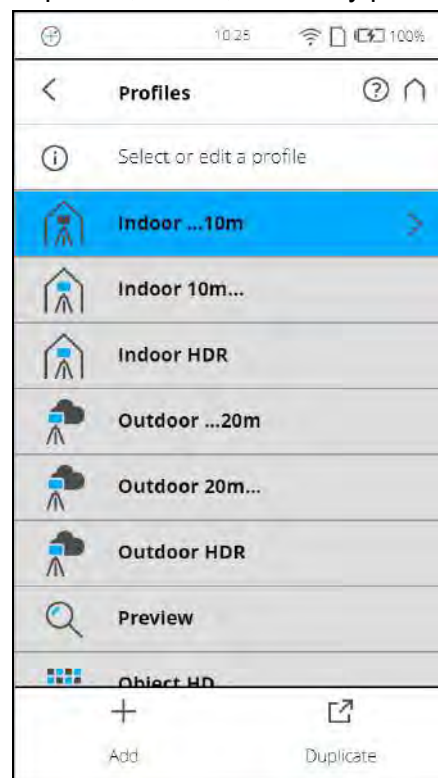 10:25 100%
Profiles
Select or edit a profile
Indoor ...10m
Indoor 10m...
Indoor HDR
Outdoor ...20m
Outdoor 20m...
Outdoor HDR
Preview
Object HD
Add Duplicate